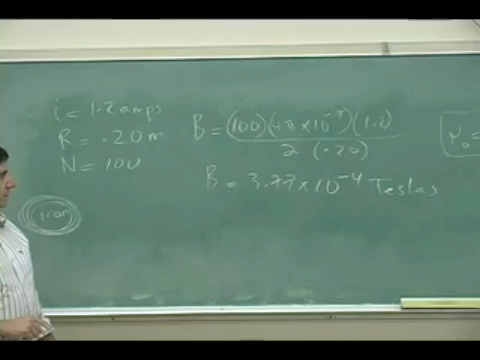 i = 1.2 amps
R = .20 m
N = 100
iron
B = (100)(4π×10⁻⁷)(1.2)
2 (.20)
B = 3.77×10⁻⁴ Teslas
μ₀ =